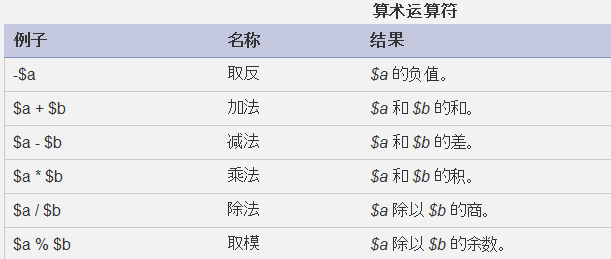 算术运算符
例子 名称 结果
-$a 取反 $a 的负值。
$a + $b 加法 $a 和 $b 的和。
$a - $b 减法 $a 和 $b 的差。
$a * $b 乘法 $a 和 $b 的积。
$a / $b 除法 $a 除以 $b 的商。
$a % $b 取模 $a 除以 $b 的余数。